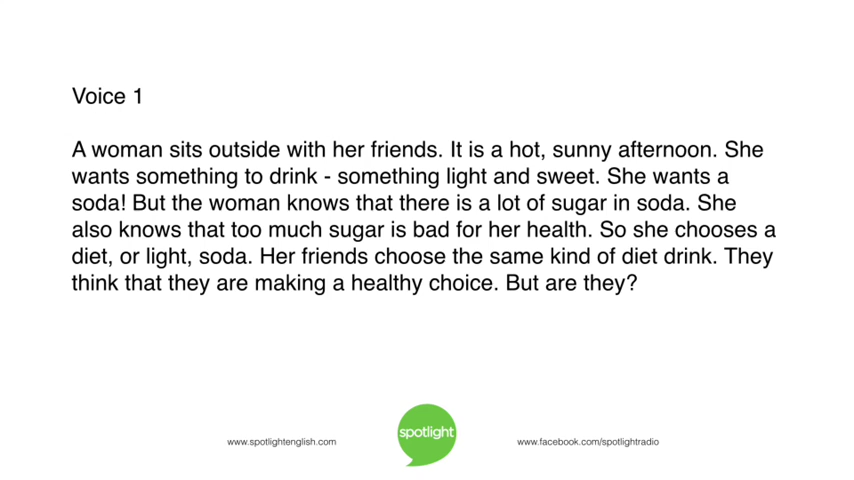 Voice 1
A woman sits outside with her friends. It is a hot, sunny afternoon. She
wants something to drink - something light and sweet. She wants a
soda! But the woman knows that there is a lot of sugar in soda. She
also knows that too much sugar is bad for her health. So she chooses a
diet, or light, soda. Her friends choose the same kind of diet drink. They
think that they are making a healthy choice. But are they?
www.spotlightenglish.com
spotlight
www.facebook.com/spotlightradio